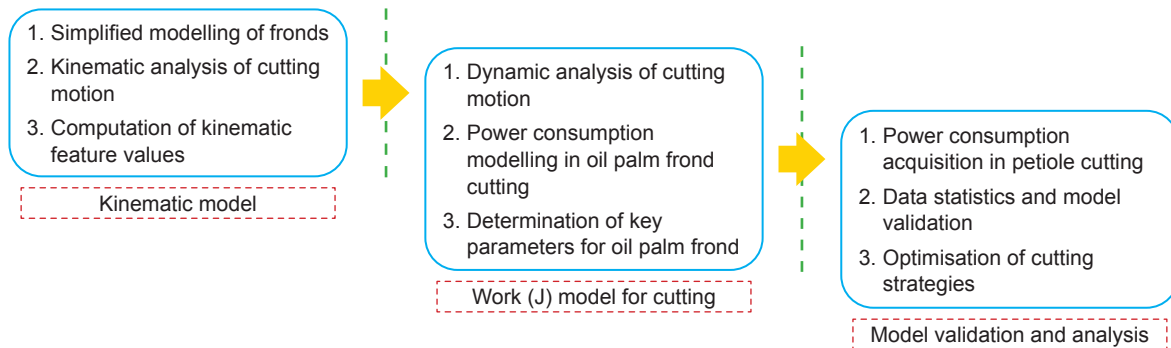 1. Simplified modelling of fronds
2. Kinematic analysis of cutting
motion
3. Computation of kinematic
feature values
Kinematic model
1. Dynamic analysis of cutting
motion
2. Power consumption
modelling in oil palm frond
cutting
3. Determination of key
parameters for oil palm frond
Work (J) model for cutting
1. Power consumption
acquisition in petiole cutting
2. Data statistics and model
validation
3. Optimisation of cutting
strategies
Model validation and analysis